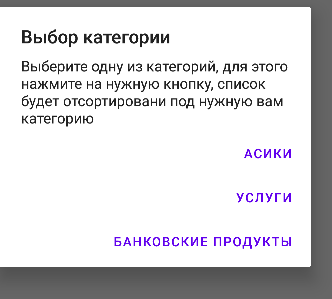 Выбор категории
Выберите одну из категорий, для этого
нажмите на нужную кнопку, список
будет отсортировани под нужную вам
категорию
АСИКИ
УСЛУГИ
БАНКОВСКИЕ ПРОДУКТЫ